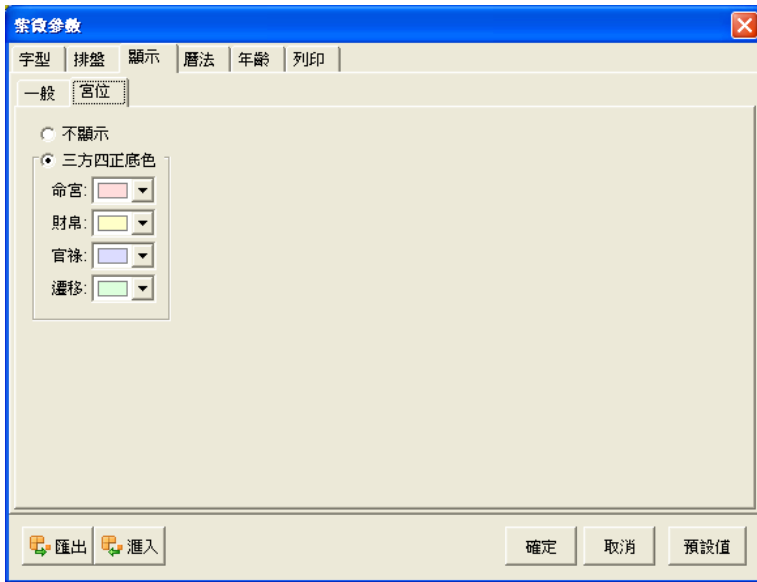 紫微參數
字型 排盤 顯示 曆法 年齡 列印
一般 宮位
不顯示
三方四正底色
命宮:
財帛:
官祿:
遷移:
匯出 滙入 確定 取消 預設值